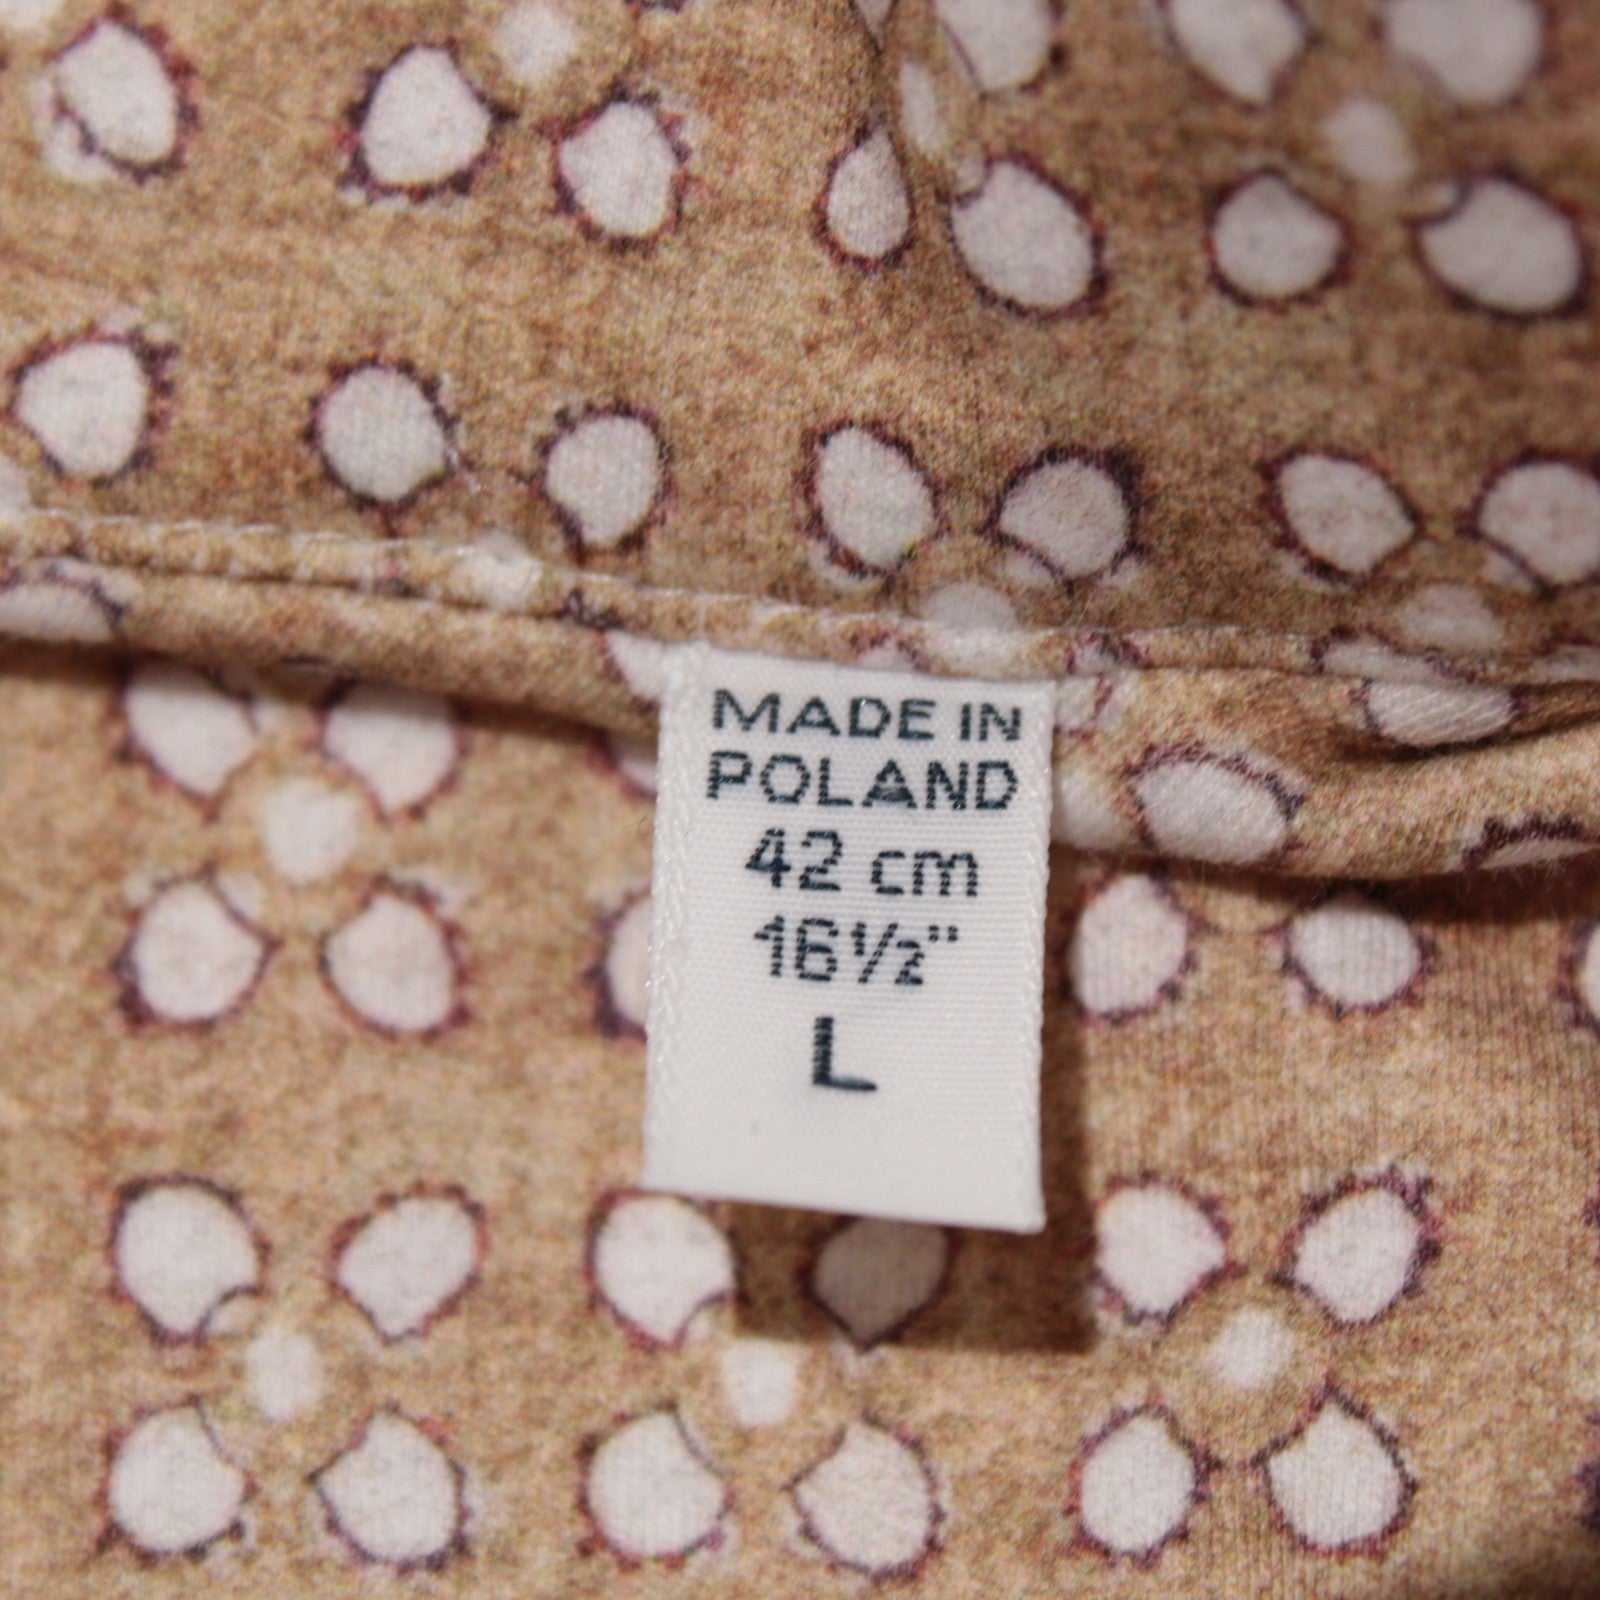 MADE IN
POLAND
42 cm
16½"
L